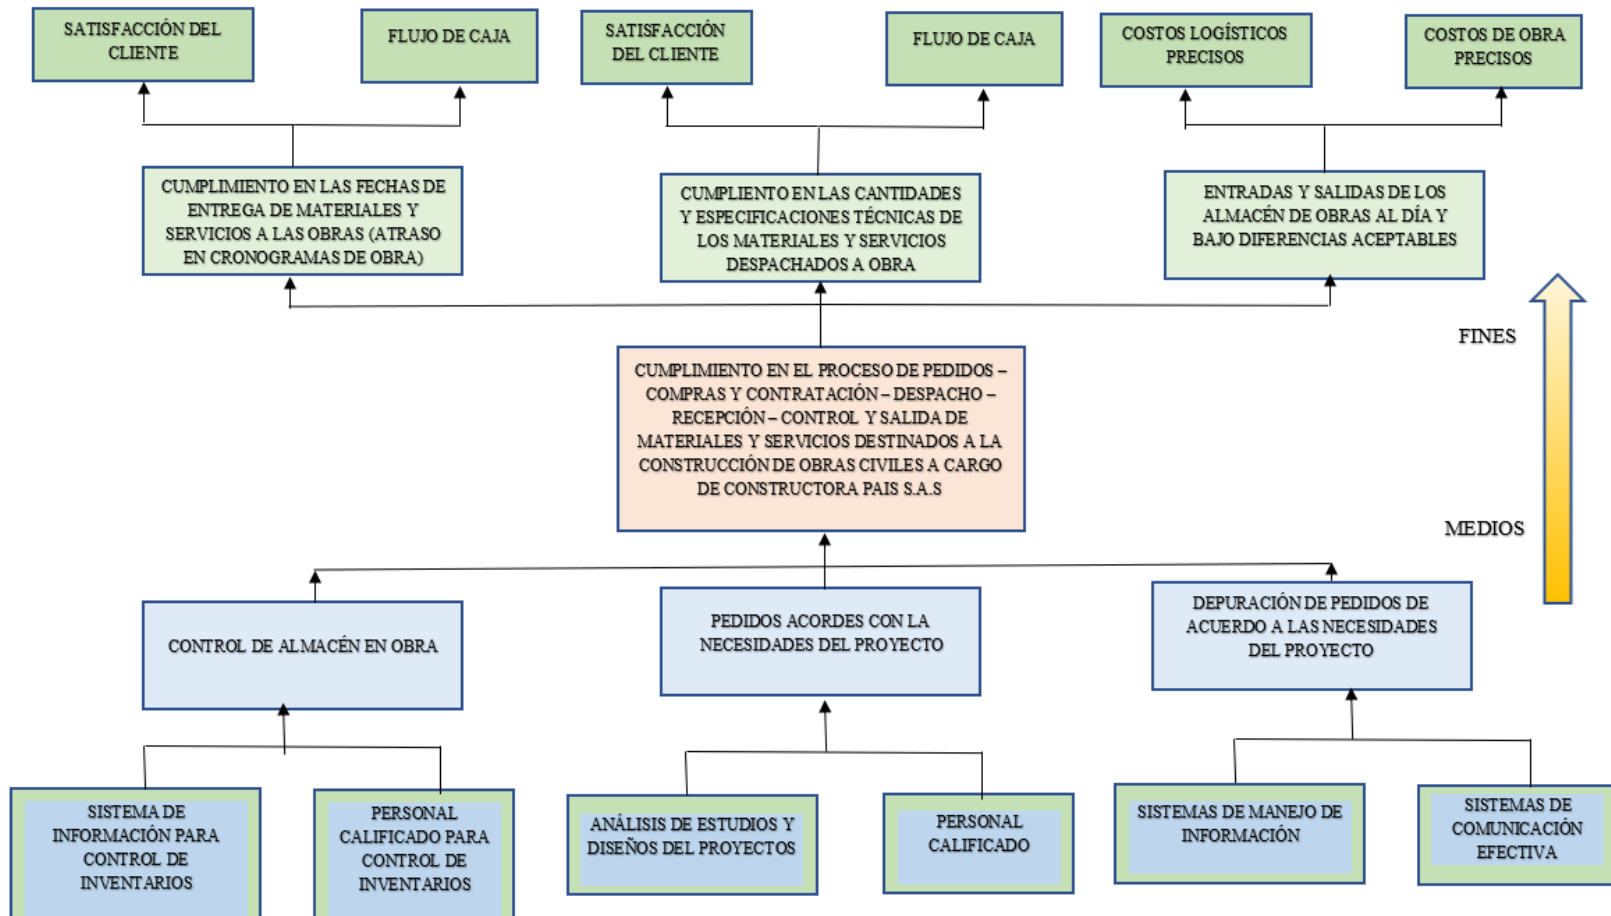 SATISFACCIÓN DEL
CLIENTE
FLUJO DE CAJA
SATISFACCIÓN
DEL CLIENTE
FLUJO DE CAJA
COSTOS LOGÍSTICOS
PRECISOS
COSTOS DE OBRA
PRECISOS
CUMPLIMIENTO EN LAS FECHAS DE
ENTREGA DE MATERIALES Y
SERVICIOS A LAS OBRAS (ATRASO
EN CRONOGRAMAS DE OBRA)
CUMPLIENTO EN LAS CANTIDADES
Y ESPECIFICACIONES TÉCNICAS DE
LOS MATERIALES Y SERVICIOS
DESPACHADOS A OBRA
ENTRADAS Y SALIDAS DE LOS
ALMACÉN DE OBRAS AL DÍA Y
BAJO DIFERENCIAS ACEPTABLES
FINES
CUMPLIMIENTO EN EL PROCESO DE PEDIDOS –
COMPRAS Y CONTRATACIÓN – DESPACHO –
RECEPCIÓN – CONTROL Y SALIDA DE
MATERIALES Y SERVICIOS DESTINADOS A LA
CONSTRUCCIÓN DE OBRAS CIVILES A CARGO
DE CONSTRUCTORA PAIS S.A.S
MEDIOS
CONTROL DE ALMACÉN EN OBRA
PEDIDOS ACORDES CON LA
NECESIDADES DEL PROYECTO
DEPURACIÓN DE PEDIDOS DE
ACUERDO A LAS NECESIDADES
DEL PROYECTO
SISTEMA DE
INFORMACIÓN PARA
CONTROL DE
INVENTARIOS
PERSONAL
CALIFICADO PARA
CONTROL DE
INVENTARIOS
ANÁLISIS DE ESTUDIOS Y
DISEÑOS DEL PROYECTOS
PERSONAL
CALIFICADO
SISTEMAS DE MANEJO DE
INFORMACIÓN
SISTEMAS DE
COMUNICACIÓN
EFECTIVA